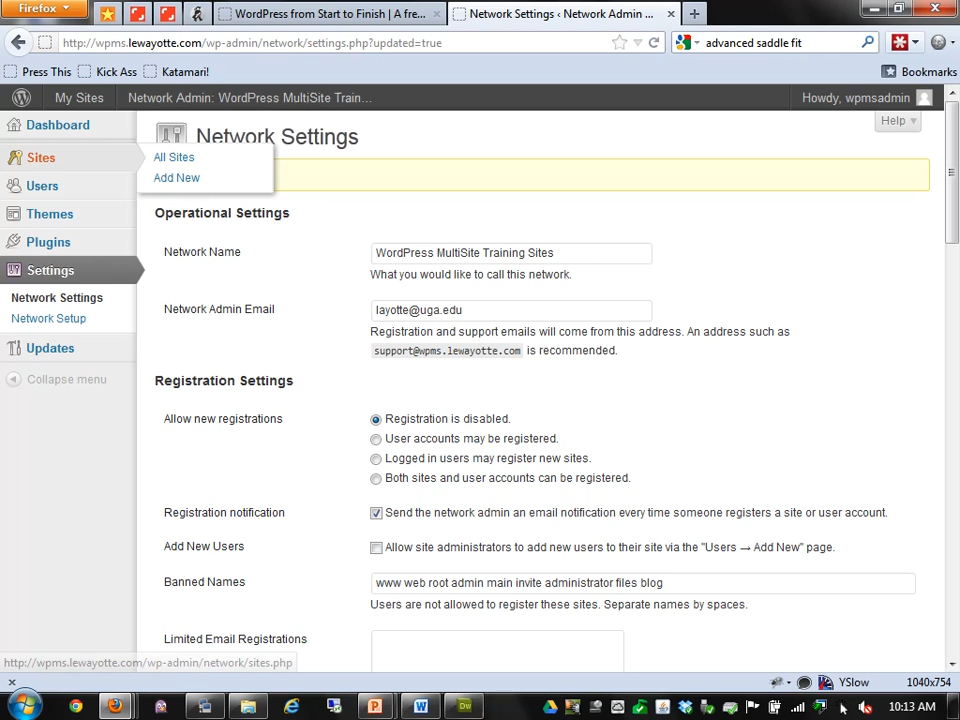 Firefox
WordPress from Start to Finish | A fre...
Network Settings ‹ Network Admin ...
http://wpms.lewayotte.com/wp-admin/network/settings.php?updated=true
advanced saddle fit
Press This
Kick Ass
Katamari!
Bookmarks
My Sites
Network Admin: WordPress MultiSite Train...
Howdy, wpmsadmin
Dashboard
Network Settings
Help
Sites
All Sites
Add New
Users
Themes
Plugins
Settings
Network Settings
Network Setup
Updates
Collapse menu
Operational Settings
Network Name
WordPress MultiSite Training Sites
What you would like to call this network.
Network Admin Email
layotte@uga.edu
Registration and support emails will come from this address. An address such as
support@wpms.lewayotte.com is recommended.
Registration Settings
Allow new registrations
Registration is disabled.
User accounts may be registered.
Logged in users may register new sites.
Both sites and user accounts can be registered.
Registration notification
Send the network admin an email notification every time someone registers a site or user account.
Add New Users
Allow site administrators to add new users to their site via the "Users → Add New" page.
Banned Names
www web root admin main invite administrator files blog
Users are not allowed to register these sites. Separate names by spaces.
Limited Email Registrations
http://wpms.lewayotte.com/wp-admin/network/sites.php
YSlow
1040x754
10:13 AM